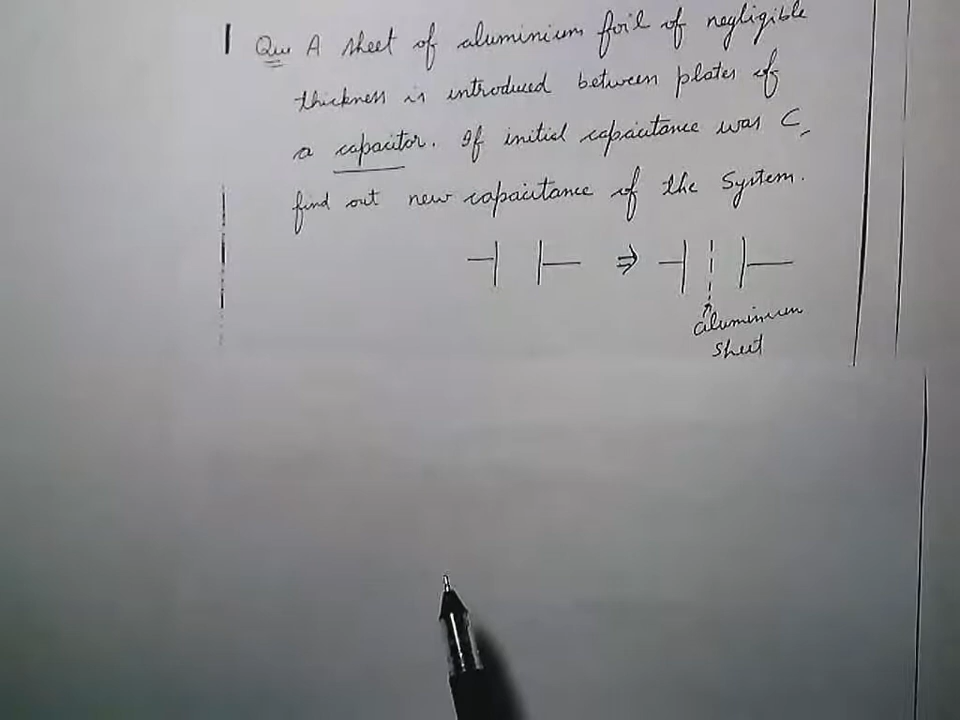 Que A sheet of aluminium foil of negligible
thickness is introduced between plates of
a capacitor. If initial capacitance was C,
find out new capacitance of the System.
aluminium
sheet